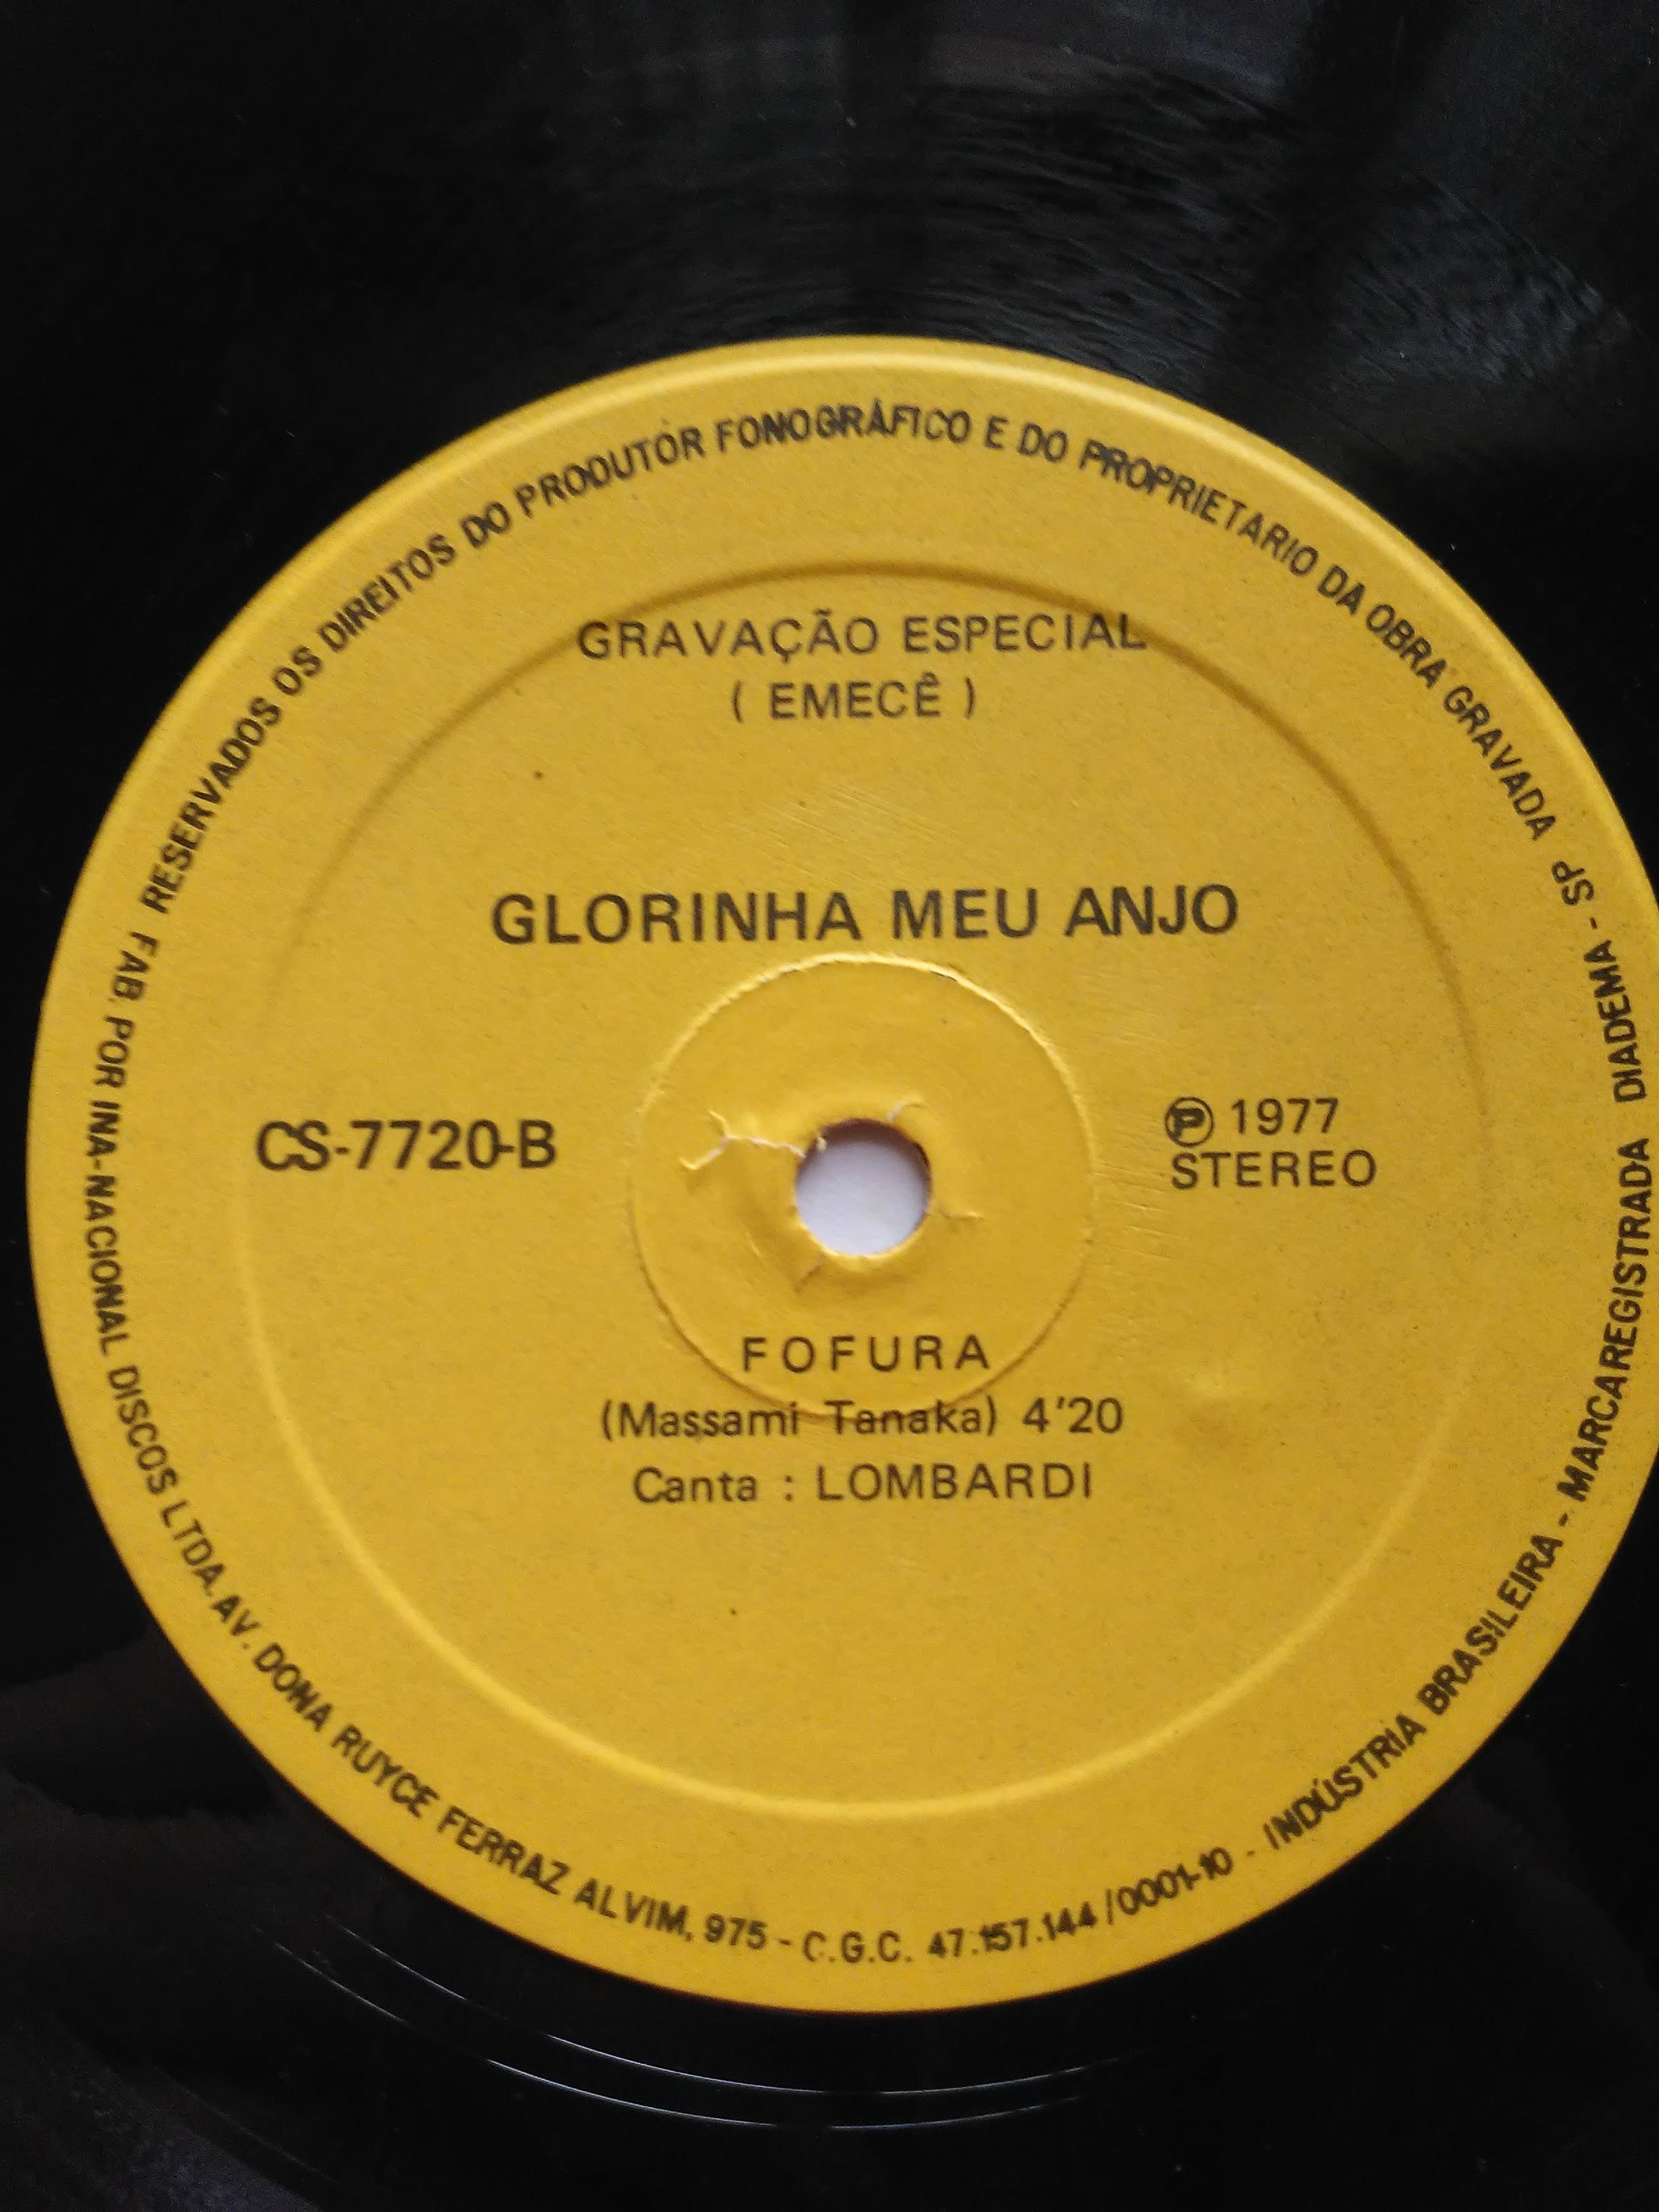 RESERVADOS OS DIREITOS DO PRODUTOR FONOGRÁFICO E DO PROPRIETARIO DA OBRA GRAVADA
GRAVAÇÃO ESPECIAL
( EMECÊ )
GLORINHA MEU ANJO
CS-7720-B
Ⓟ 1977
STEREO
FOFURA
(Massami Tanaka) 4'20
Canta : LOMBARDI
FAB. POR INA-NACIONAL DISCOS LTDA. AV. DONA RUYCE FERRAZ ALVIM, 975 - C.G.C. 47.157.144/0001-10 - INDÚSTRIA BRASILEIRA - MARCA REGISTRADA DIADEMA - SP